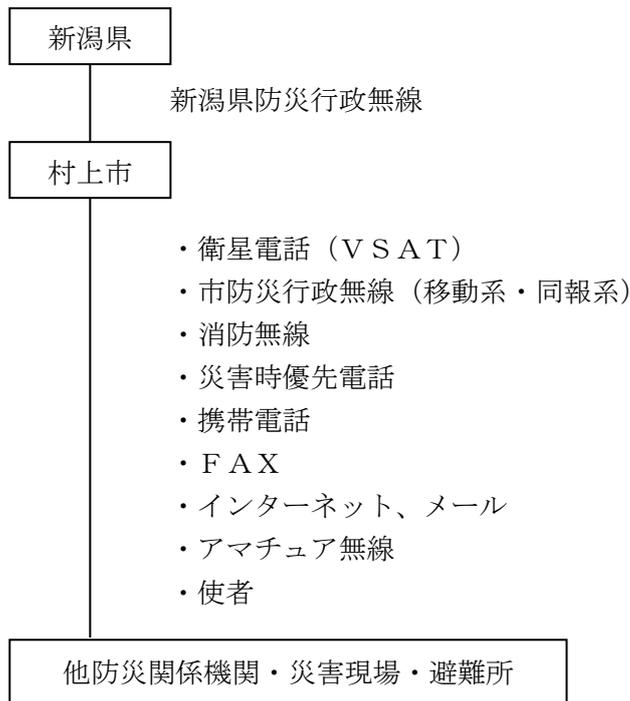 新潟県
新潟県防災行政無線
村上市
・衛星電話（ＶＳＡＴ）
・市防災行政無線（移動系・同報系）
・消防無線
・災害時優先電話
・携帯電話
・ＦＡＸ
・インターネット、メール
・アマチュア無線
・使者
他防災関係機関・災害現場・避難所